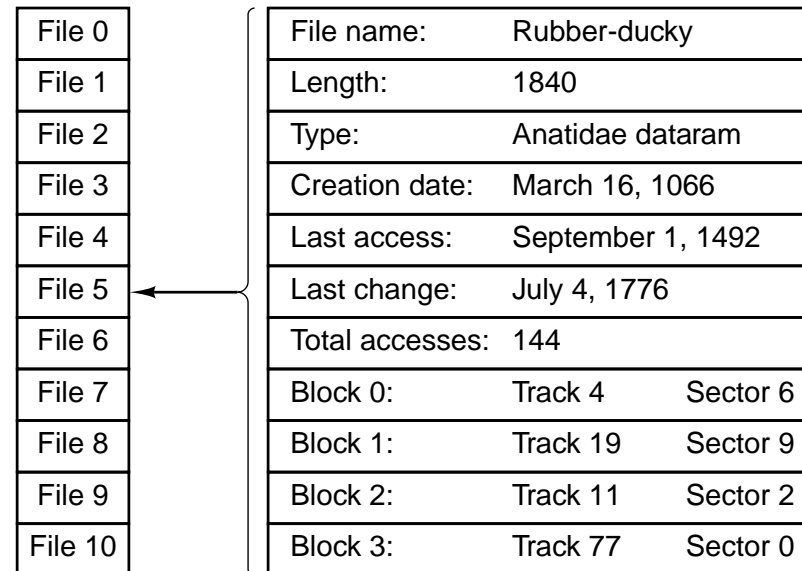 File 0
File 1
File 2
File 3
File 4
File 5
File 6
File 7
File 8
File 9
File 10
File name: Rubber-ducky
Length: 1840
Type: Anatidae dataram
Creation date: March 16, 1066
Last access: September 1, 1492
Last change: July 4, 1776
Total accesses: 144
Block 0: Track 4 Sector 6
Block 1: Track 19 Sector 9
Block 2: Track 11 Sector 2
Block 3: Track 77 Sector 0